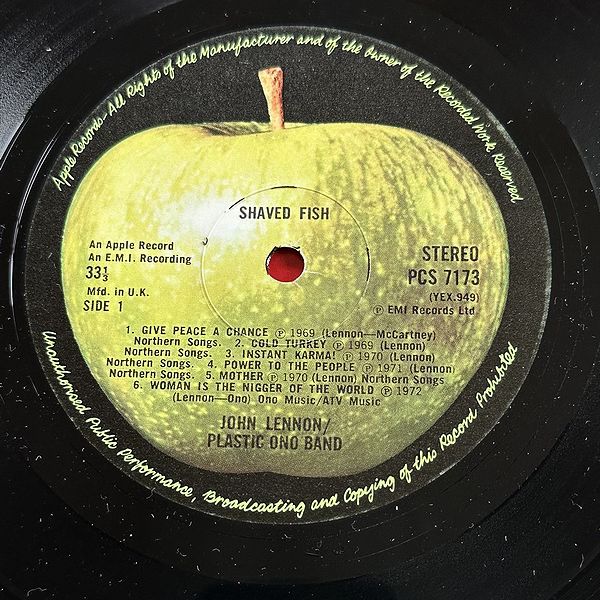 Apple Records. All Rights of the Manufacturer and of the Owner of the Recorded Work Reserved
SHAVED FISH
An Apple Record
An E.M.I. Recording
33⅓
Mfd. in U.K.
SIDE 1
STEREO
PCS 7173
(YEX.949)
℗ EMI Records Ltd.
1. GIVE PEACE A CHANCE ℗ 1969 (Lennon—McCartney)
Northern Songs. 2. COLD TURKEY ℗ 1969 (Lennon)
Northern Songs. 3. INSTANT KARMA! ℗ 1970 (Lennon)
Northern Songs. 4. POWER TO THE PEOPLE ℗ 1971 (Lennon)
Northern Songs. 5. MOTHER ℗ 1970 (Lennon) Northern Songs
6. WOMAN IS THE NIGGER OF THE WORLD ℗ 1972
(Lennon—Ono) Ono Music/ATV Music
JOHN LENNON/
PLASTIC ONO BAND
Unauthorised Public Performance, Broadcasting and Copying of this Record Prohibited